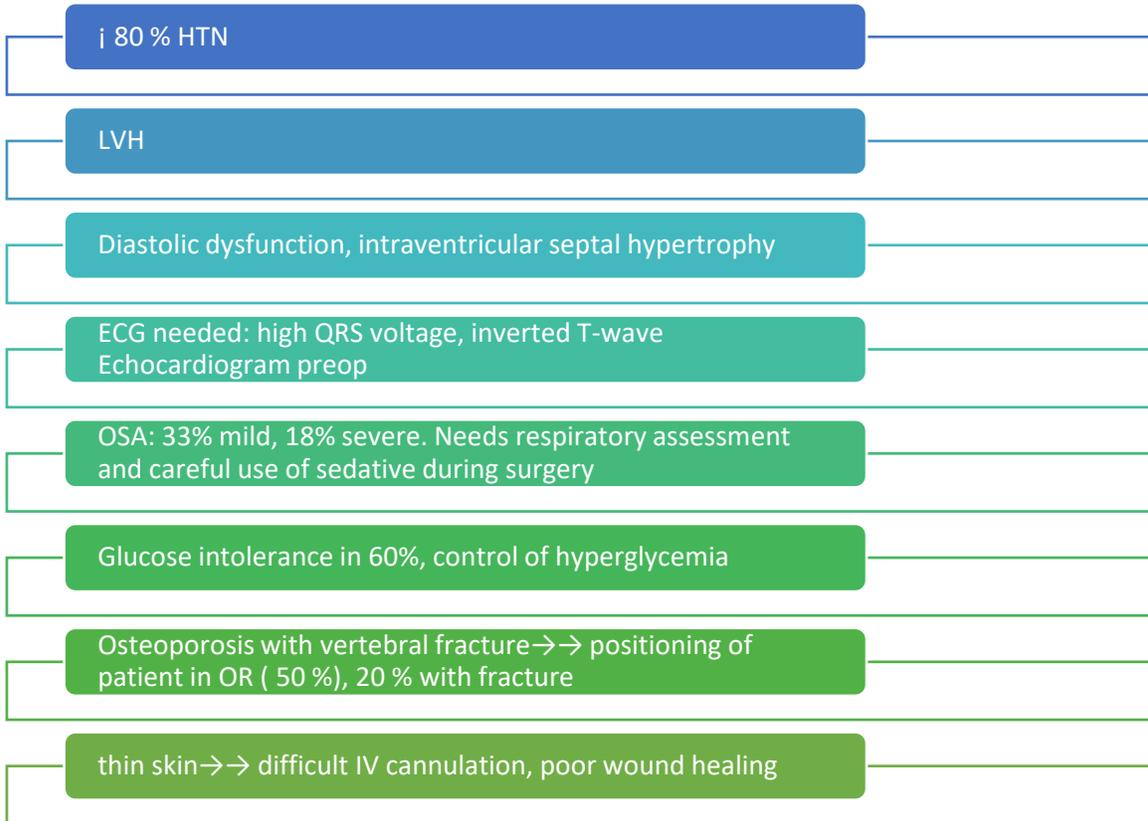 ¡ 80 % HTN
LVH
Diastolic dysfunction, intraventricular septal hypertrophy
ECG needed: high QRS voltage, inverted T-wave
Echocardiogram preop
OSA: 33% mild, 18% severe. Needs respiratory assessment
and careful use of sedative during surgery
Glucose intolerance in 60%, control of hyperglycemia
Osteoporosis with vertebral fracture→→ positioning of
patient in OR ( 50 %), 20 % with fracture
thin skin→→ difficult IV cannulation, poor wound healing